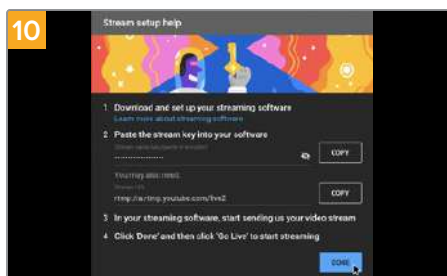 10
Stream setup help
1 Download and set up your streaming software
Learn more about streaming software
2 Paste the stream key into your software
COPY
You may also need:
Stream URL
COPY
rtmp://a.rtmp.youtube.com/live2
3 In your streaming software, start sending us your video stream
4 Click 'Done' and then click 'Go Live' to start streaming
DONE